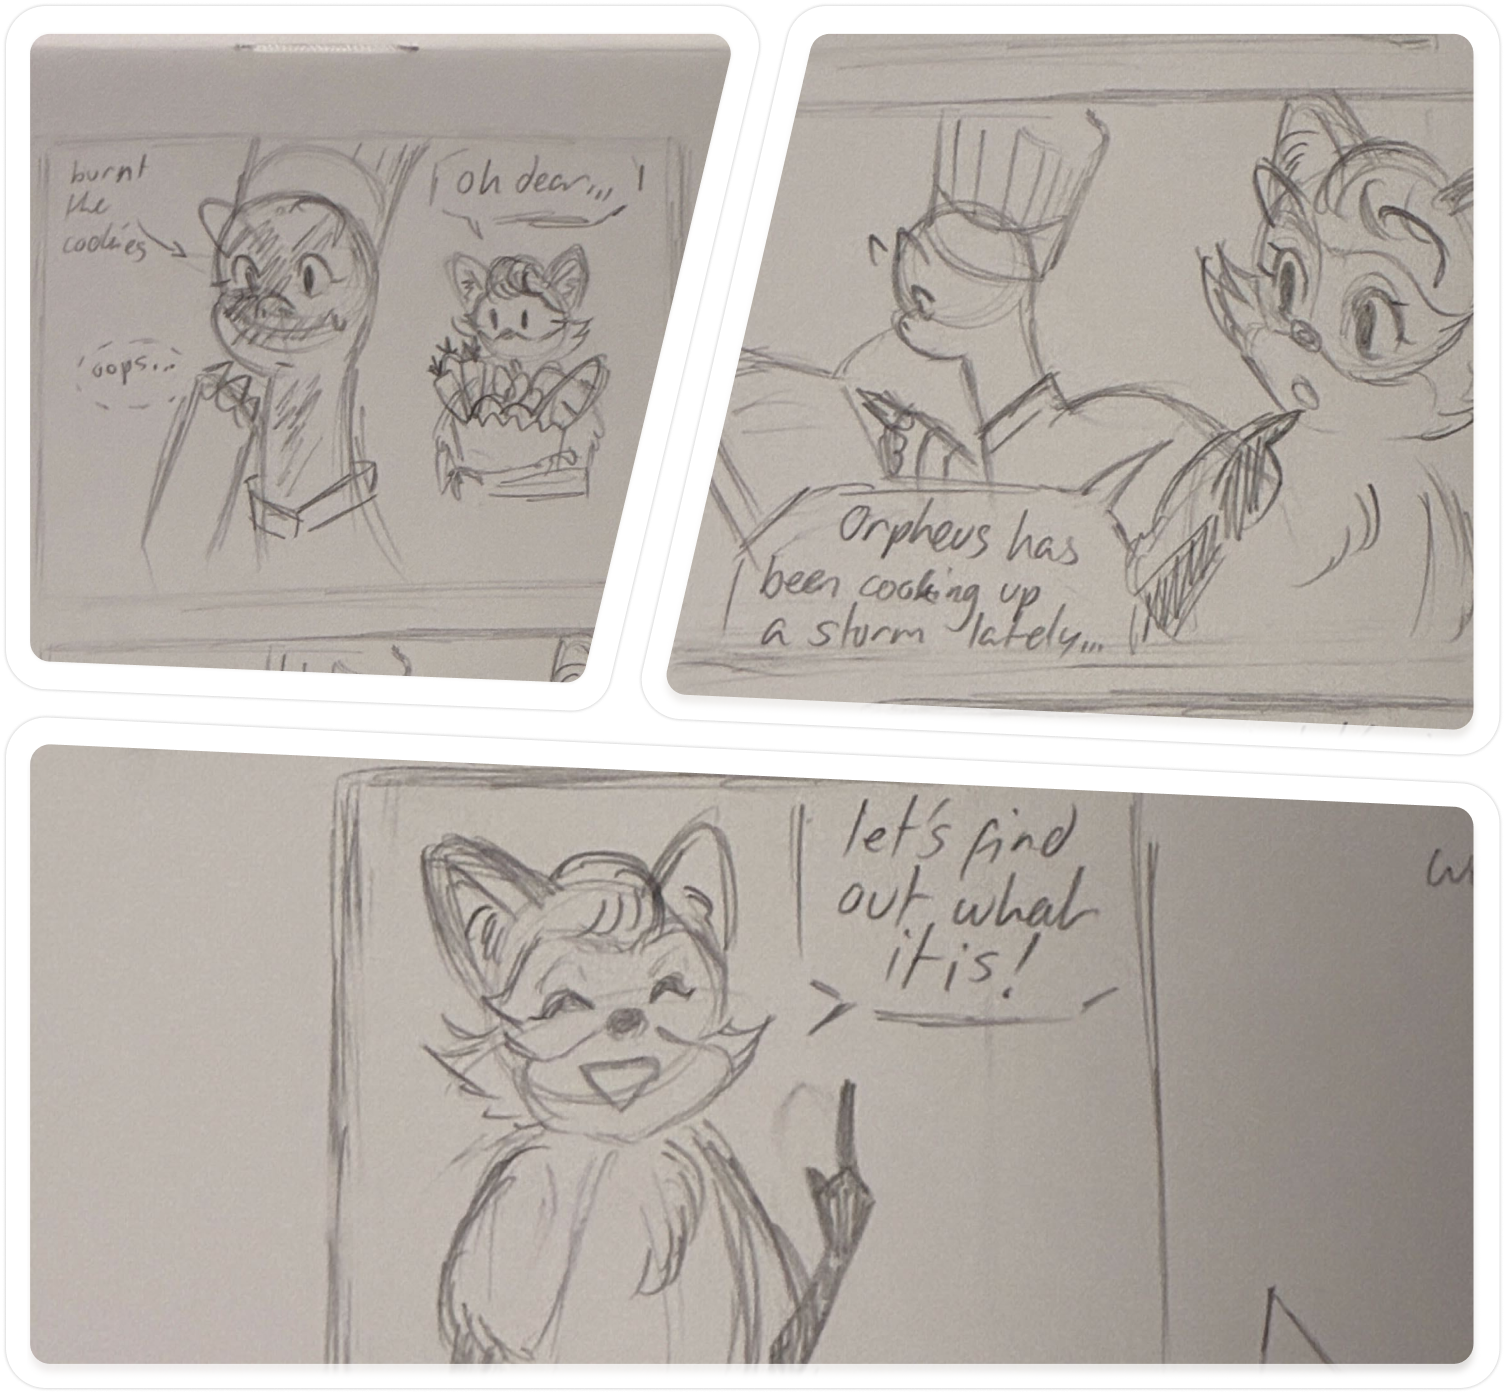 burnt
the
cookies
oops...
oh dear...
Orpheus has
been cooking up
a storm lately...
let's find
out what
it is!